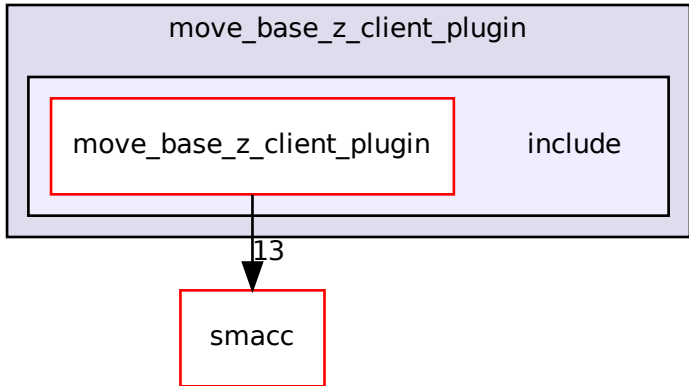 move_base_z_client_plugin
move_base_z_client_plugin
include
13
smacc